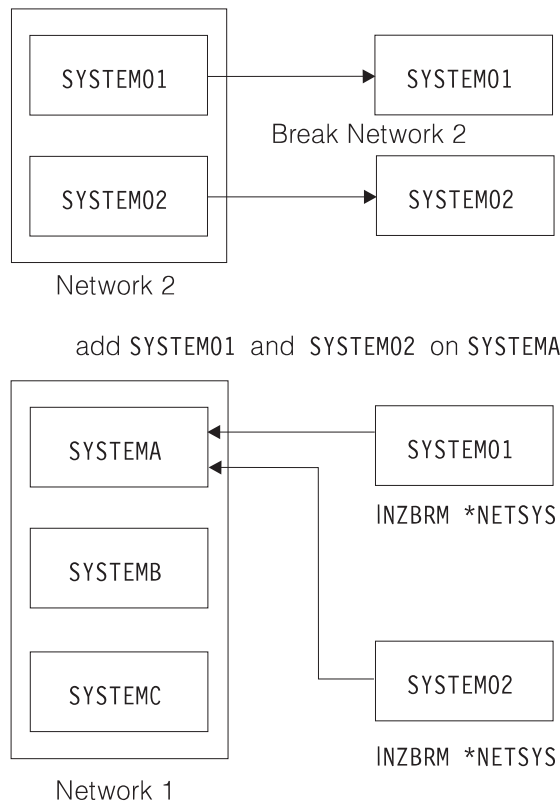 SYSTEM01
SYSTEM01
Break Network 2
SYSTEM02
SYSTEM02
Network 2
add SYSTEM01 and SYSTEM02 on SYSTEMA
SYSTEMA
SYSTEM01
INZBRM *NETSYS
SYSTEMB
SYSTEMC
SYSTEM02
INZBRM *NETSYS
Network 1